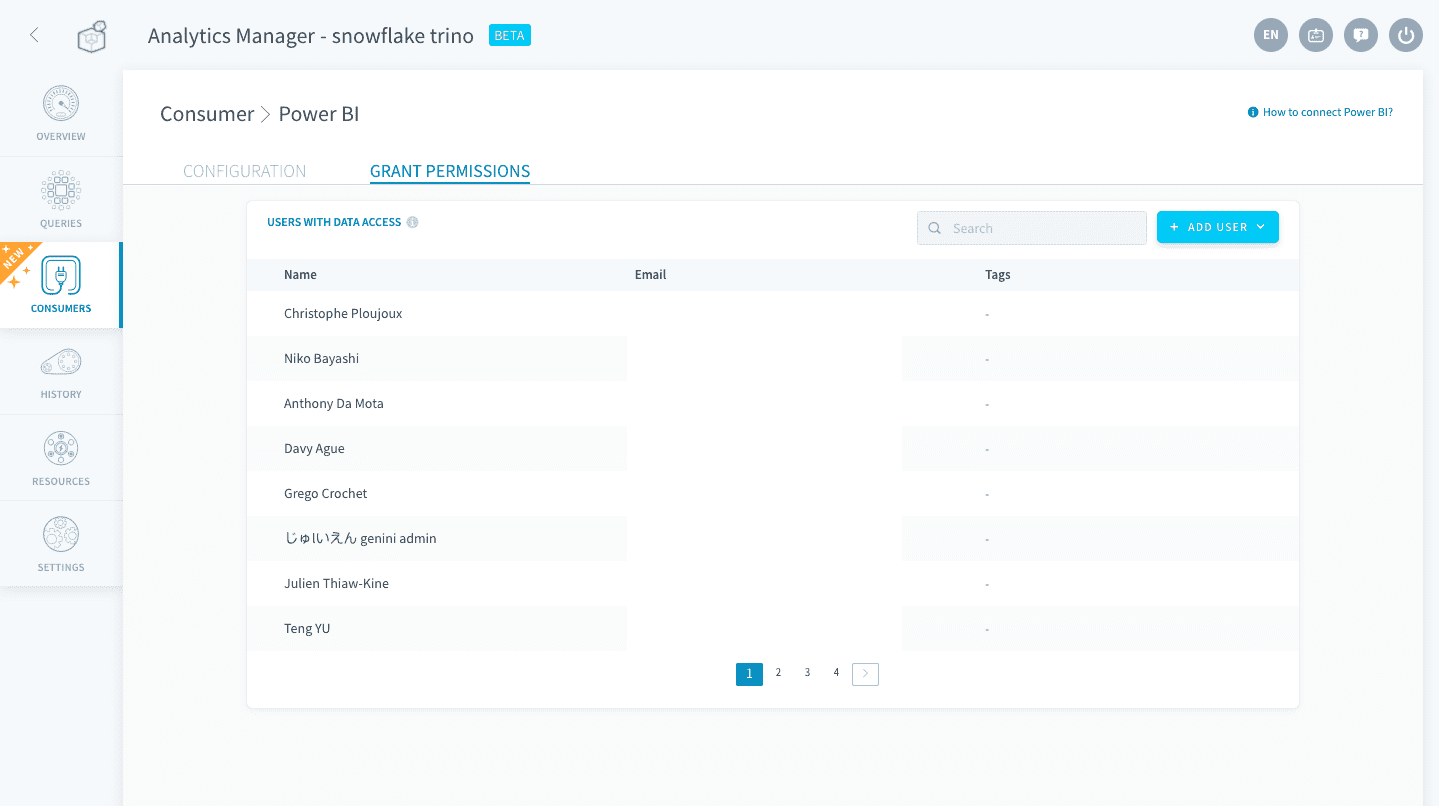 Analytics Manager - snowflake trino BETA EN
OVERVIEW
QUERIES
NEW
CONSUMERS
HISTORY
RESOURCES
SETTINGS
Consumer > Power BI
How to connect Power BI?
CONFIGURATION GRANT PERMISSIONS
USERS WITH DATA ACCESS
Search
+ ADD USER
Name Email Tags
Christophe Ploujoux -
Niko Bayashi -
Anthony Da Mota -
Davy Ague -
Grego Crochet -
じゅlいえん genini admin -
Julien Thiaw-Kine -
Teng YU -
1 2 3 4 >